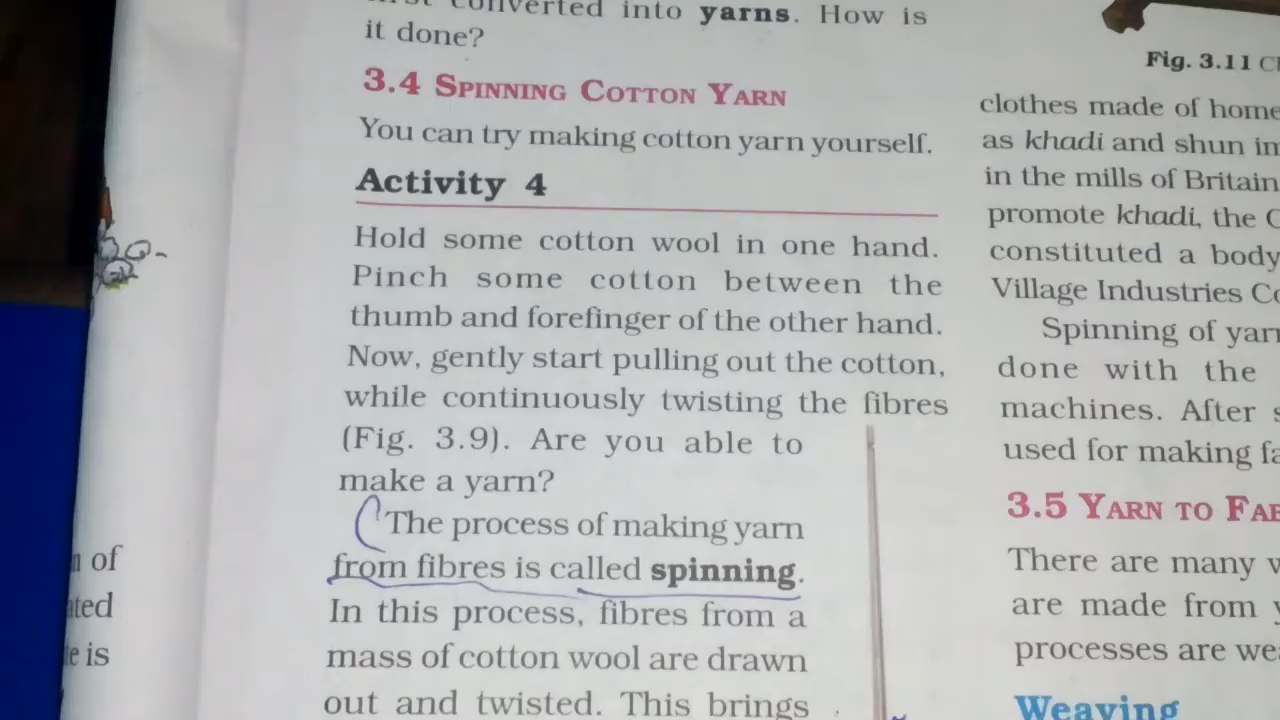 converted into yarns. How is
it done?
3.4 SPINNING COTTON YARN
You can try making cotton yarn yourself.
Activity 4
Hold some cotton wool in one hand.
Pinch some cotton between the
thumb and forefinger of the other hand.
Now, gently start pulling out the cotton,
while continuously twisting the fibres
(Fig. 3.9). Are you able to
make a yarn?
The process of making yarn
from fibres is called spinning.
In this process, fibres from a
mass of cotton wool are drawn
out and twisted. This brings
Fig. 3.11
clothes made of home
as khadi and shun
in the mills of Britain
promote khadi, the
constituted a body
Village Industries
Spinning of
done with the
machines. After
used for making
3.5 YARN TO
There are many
are made from
processes are
Weaving
of
is